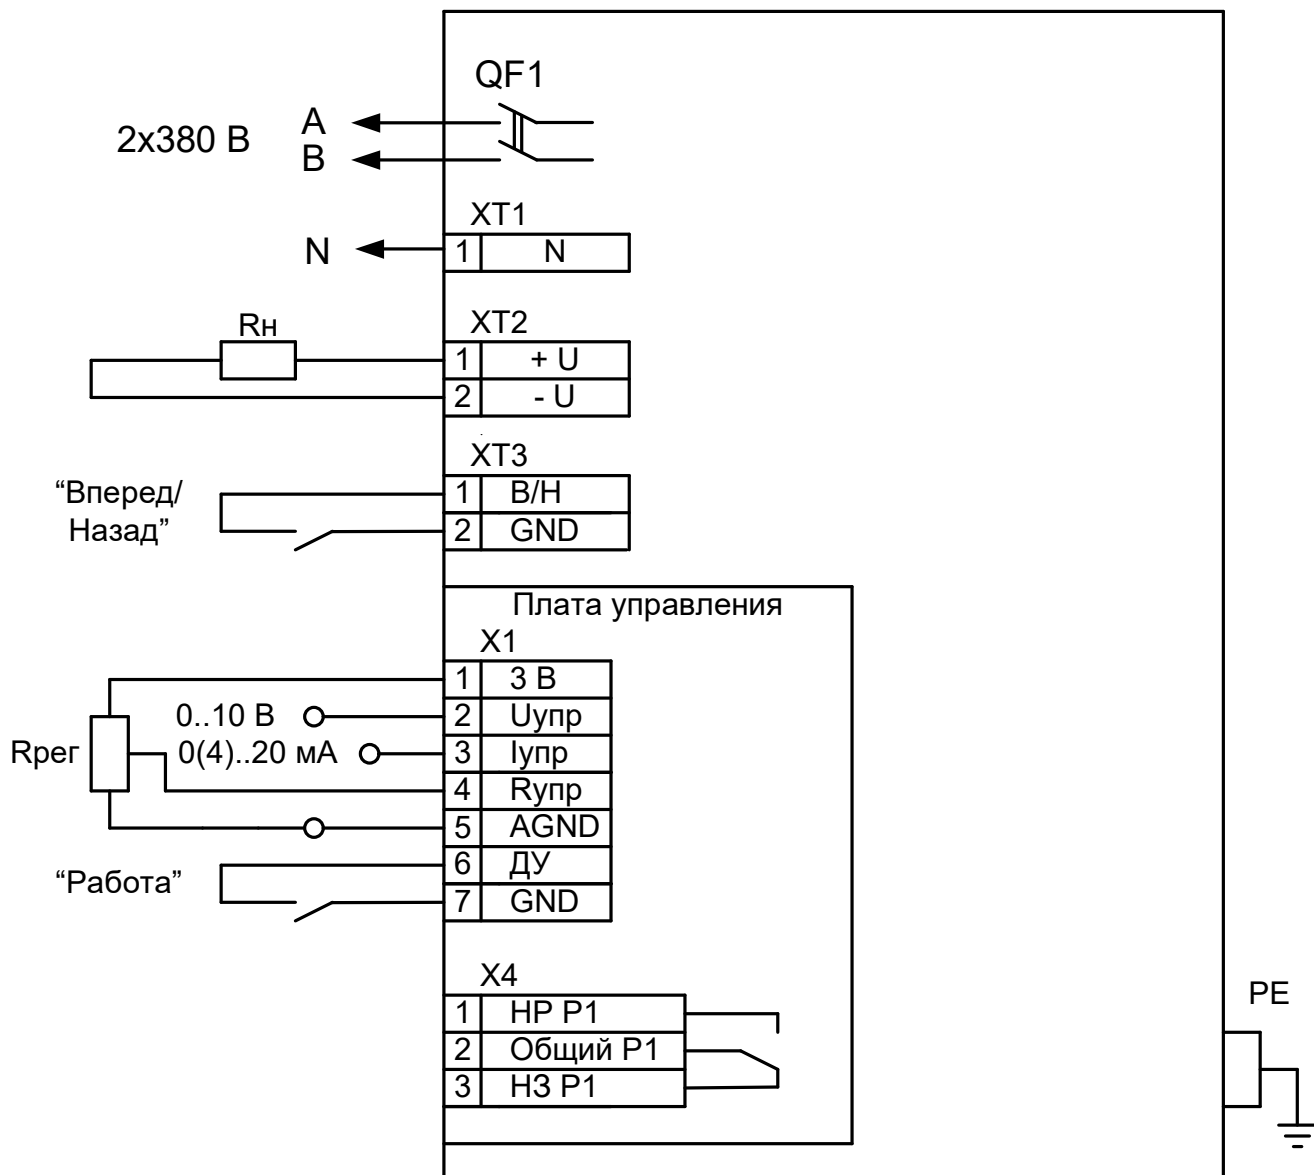 QF1
2x380 В
A
B
XT1
N
1 N
Rн
XT2
1 + U
2 - U
XT3
“Вперед/
Назад”
1 В/Н
2 GND
Плата управления
X1
1 3 В
0..10 В
2 Uупр
Rрег
0(4)..20 мА
3 Iупр
4 Rупр
5 AGND
“Работа”
6 ДУ
7 GND
X4
1 НР Р1
2 Общий Р1
3 НЗ Р1
PE